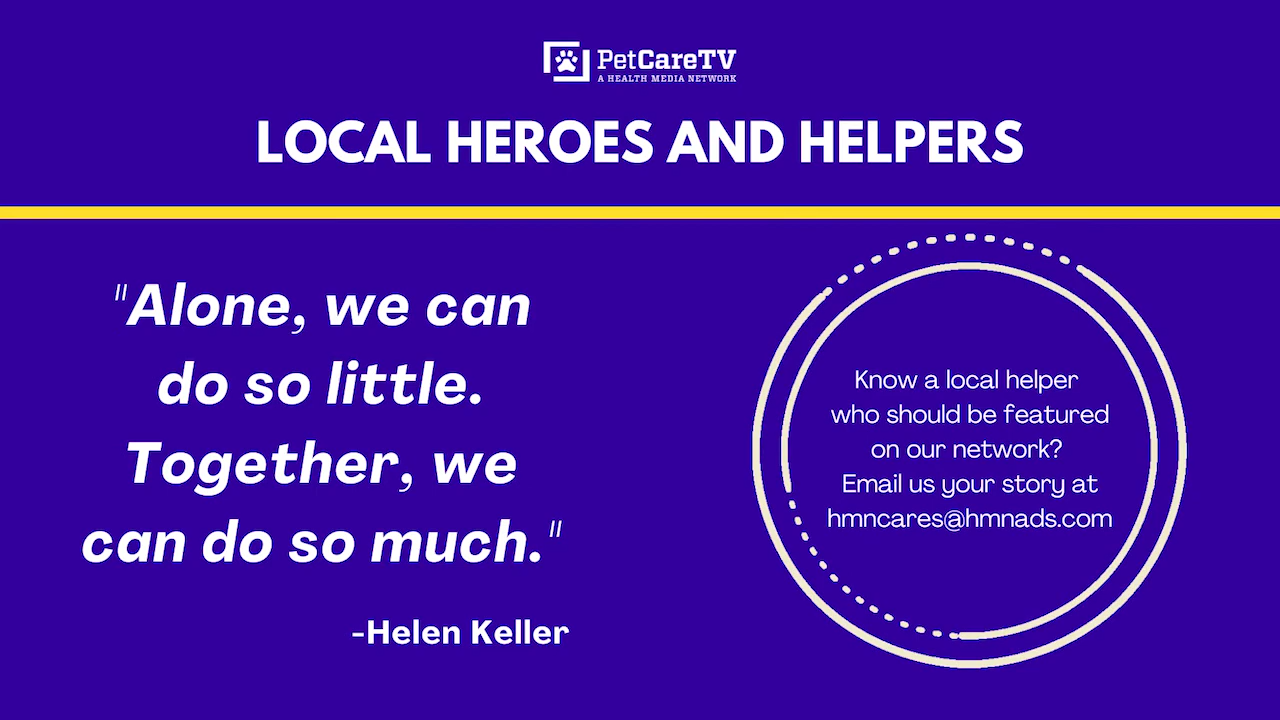 PetCareTV
A HEALTH MEDIA NETWORK
LOCAL HEROES AND HELPERS
"Alone, we can
do so little.
Together, we
can do so much."
-Helen Keller
Know a local helper
who should be featured
on our network?
Email us your story at
hmncares@hmnads.com